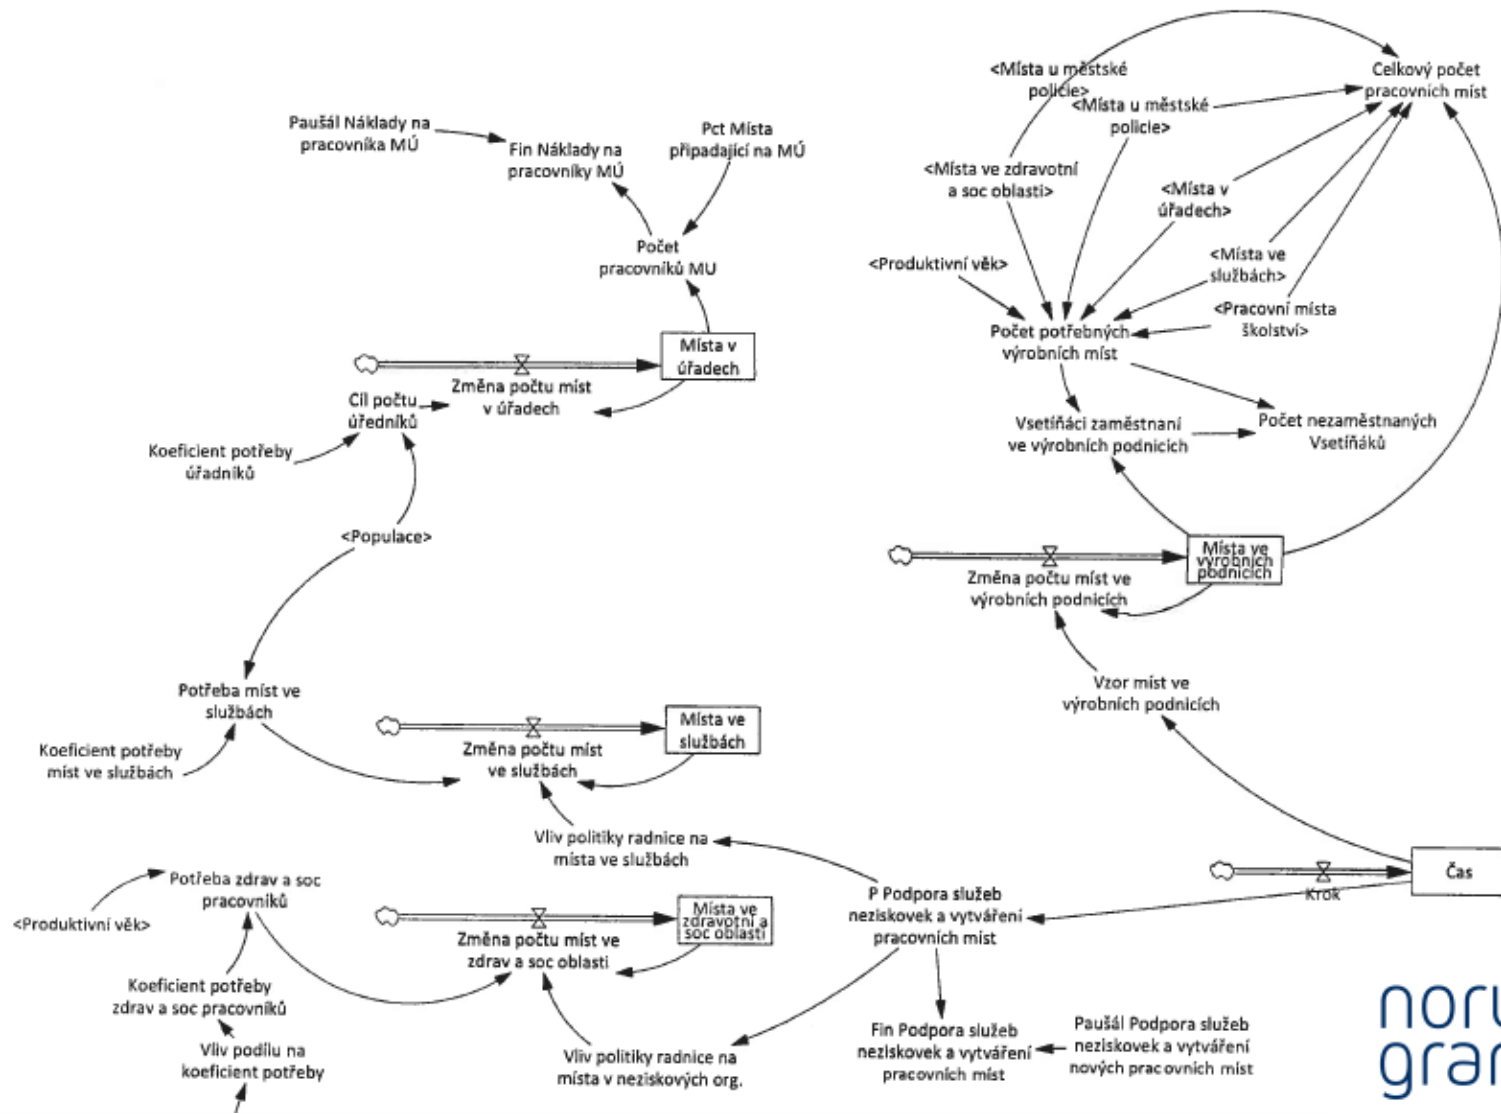 <Místa u městské
policie>
Celkový počet
pracovních míst
<Místa u městské
policie>
Paušál Náklady na
pracovníka MÚ
Fin Náklady na
pracovníky MÚ
Pct Místa
připadající na MÚ
<Místa ve zdravotní
a soc oblasti>
<Místa v
úřadech>
Počet
pracovníků MU
<Produktivní věk>
<Místa ve
službách>
<Pracovní místa
školství>
Počet potřebných
výrobních míst
Místa v
úřadech
Změna počtu míst
v úřadech
Cíl počtu
úředníků
Koeficient potřeby
úřadníků
Vsetíňáci zaměstnaní
ve výrobních podnicích
Počet nezaměstnaných
Vsetíňáků
<Populace>
Místa ve
výrobních
podnicích
Změna počtu míst ve
výrobních podnicích
Potřeba míst ve
službách
Vzor míst ve
výrobních podnicích
Místa ve
službách
Změna počtu míst
ve službách
Koeficient potřeby
míst ve službách
Vliv politiky radnice na
místa ve službách
Čas
Krok
Potřeba zdrav a soc
pracovníků
<Produktivní věk>
P Podpora služeb
neziskovek a vytváření
pracovních míst
Místa ve
zdravotní a
soc oblasti
Změna počtu míst ve
zdrav a soc oblasti
Koeficient potřeby
zdrav a soc pracovníků
Vliv podílu na
koeficient potřeby
Vliv politiky radnice na
místa v neziskových org.
Fin Podpora služeb
neziskovek a vytváření
pracovních míst
Paušál Podpora služeb
neziskovek a vytváření
nových pracovních míst